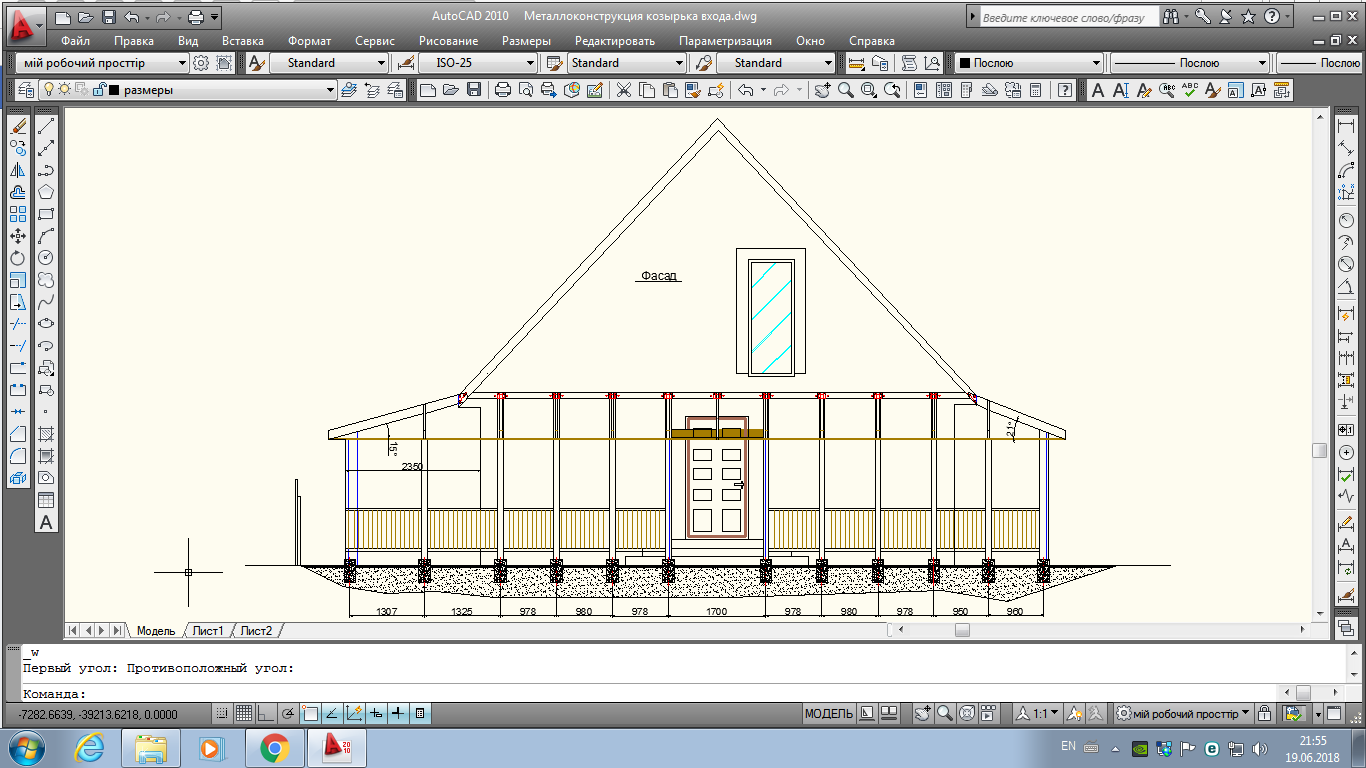 AutoCAD 2010 Металлоконструкция козырька входа.dwg
Введите ключевое слово/фразу
Файл Правка Вид Вставка Формат Сервис Рисование Размеры Редактировать Параметризация Окно Справка
мій робочий просттір Standard ISO-25 Standard Standard Послою Послою Послою
размеры
Фасад
15°
21°
2350
1307 1325 978 980 978 1700 978 980 978 950 960
Модель Лист1 Лист2
_w
Первый угол: Противоположный угол:
Команда:
-7282.6639, -39213.6218, 0.0000 МОДЕЛЬ 1:1 мій робочий простір
EN 21:55
19.06.2018